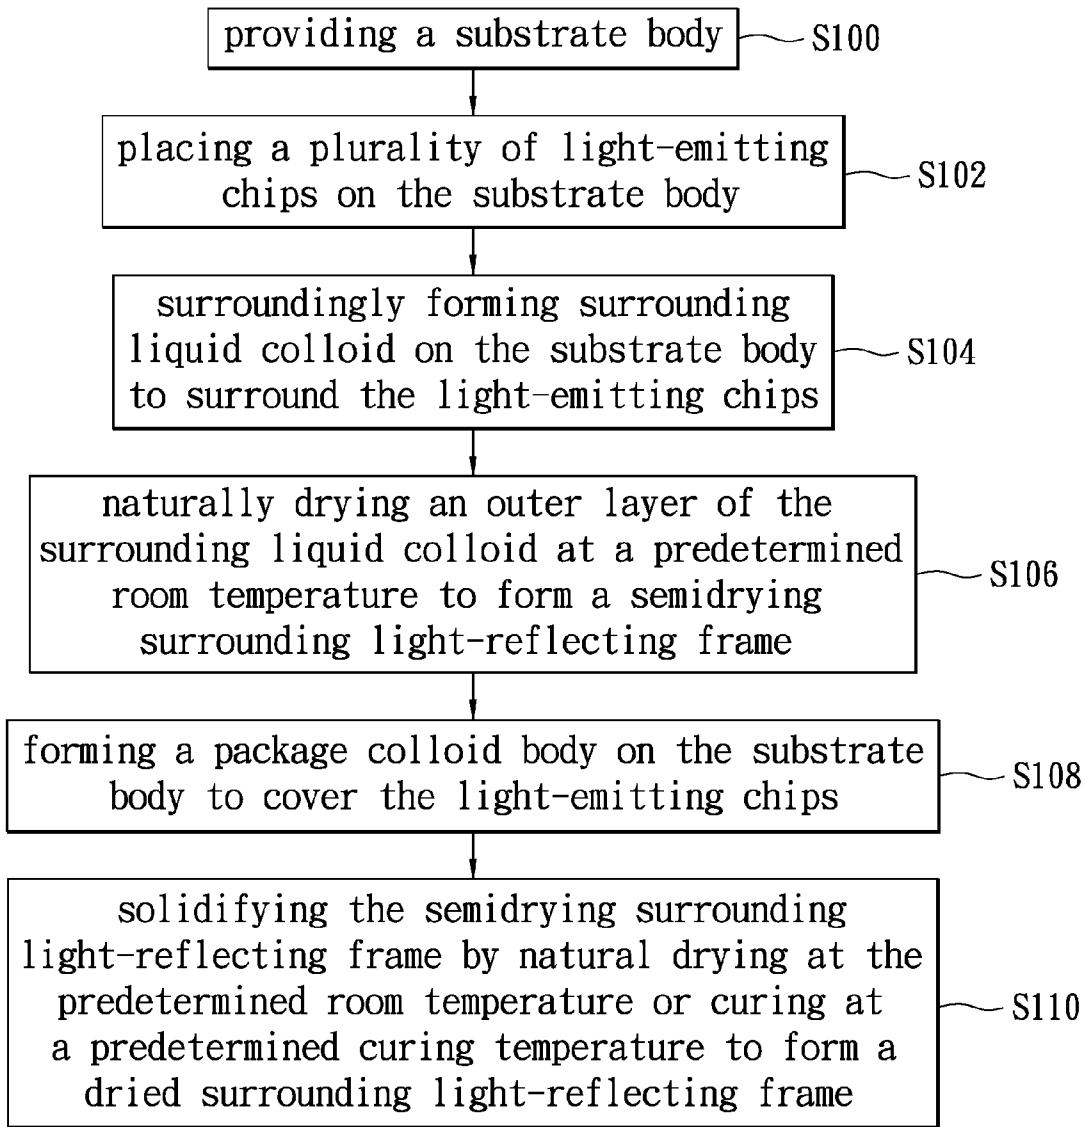 providing a substrate body
S100
placing a plurality of light-emitting
chips on the substrate body
S102
surroundingly forming surrounding
liquid colloid on the substrate body
to surround the light-emitting chips
S104
naturally drying an outer layer of the
surrounding liquid colloid at a predetermined
room temperature to form a semidrying
surrounding light-reflecting frame
S106
forming a package colloid body on the substrate
body to cover the light-emitting chips
S108
solidifying the semidrying surrounding
light-reflecting frame by natural drying at the
predetermined room temperature or curing at
a predetermined curing temperature to form a
dried surrounding light-reflecting frame
S110